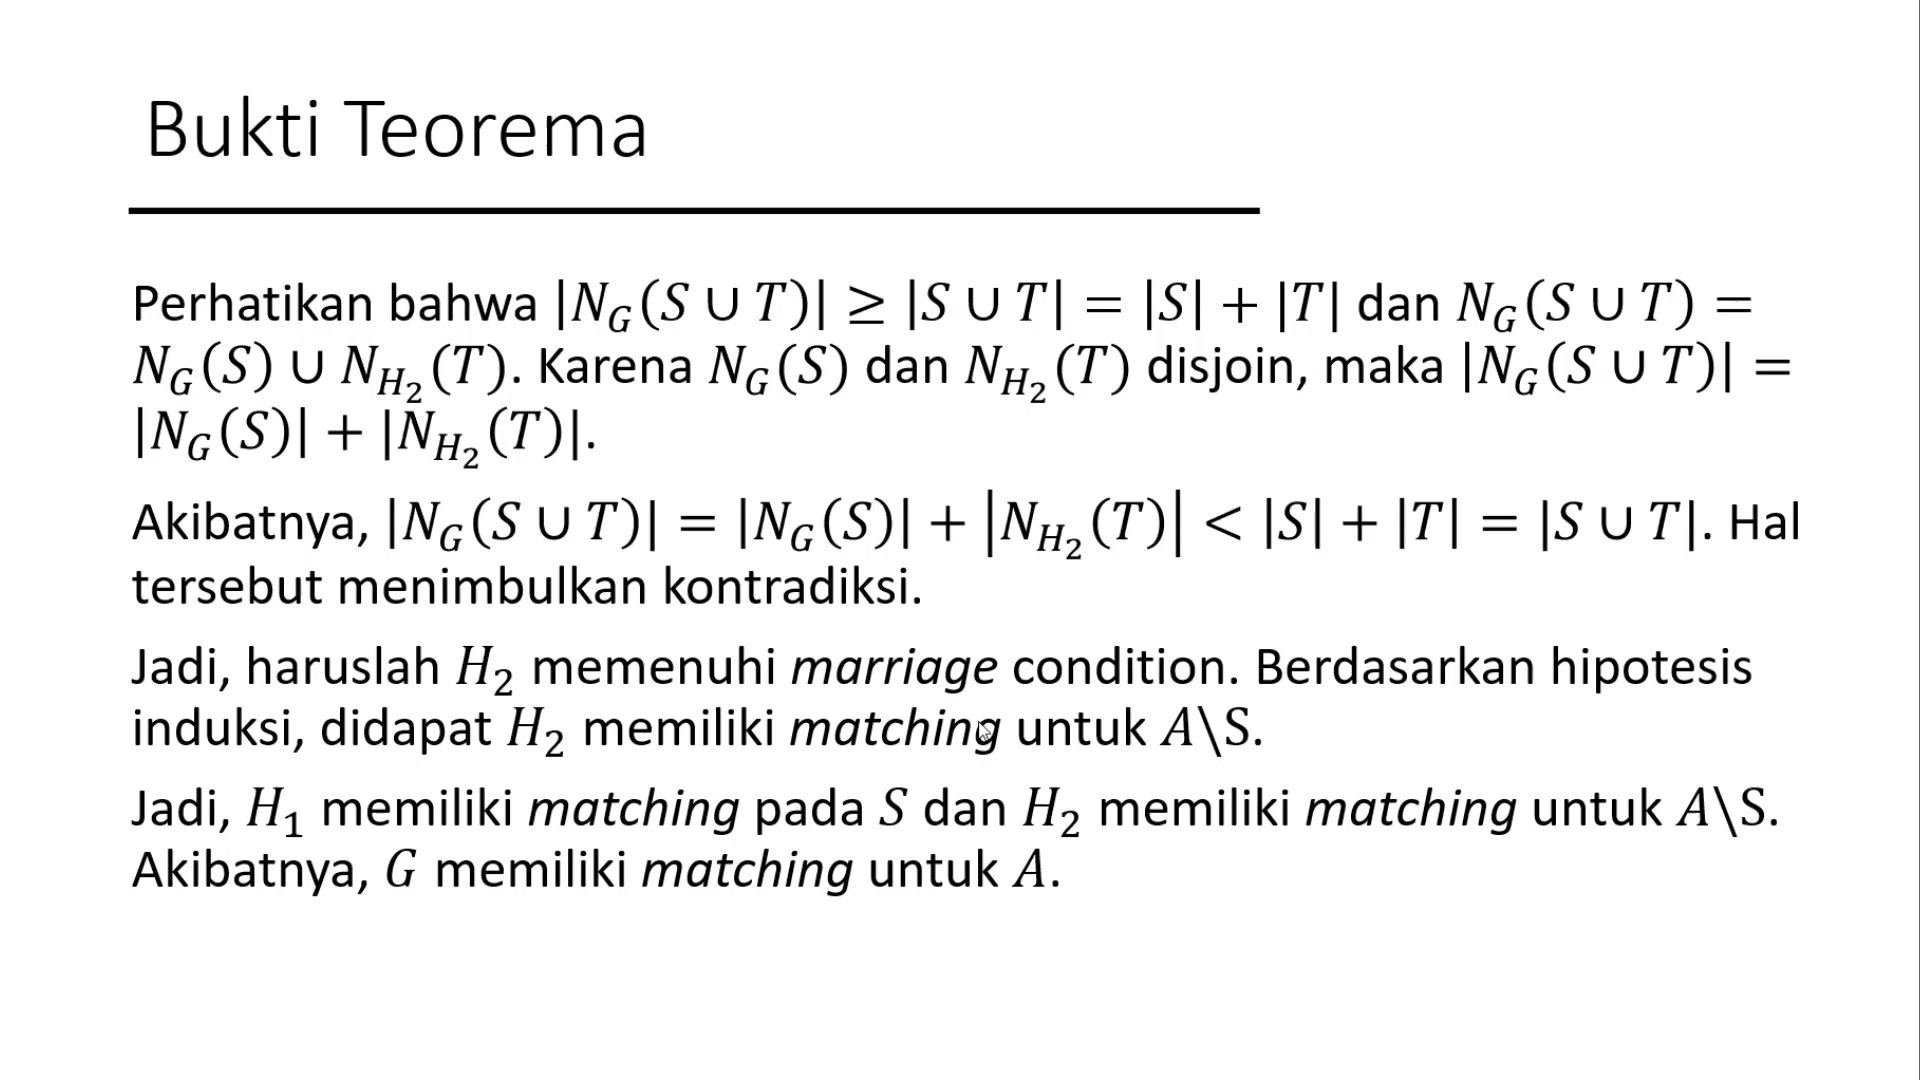 Bukti Teorema
Perhatikan bahwa |N_G(S ∪ T)| ≥ |S ∪ T| = |S| + |T| dan N_G(S ∪ T) =
N_G(S) ∪ N_{H_2}(T). Karena N_G(S) dan N_{H_2}(T) disjoin, maka |N_G(S ∪ T)| =
|N_G(S)| + |N_{H_2}(T)|.
Akibatnya, |N_G(S ∪ T)| = |N_G(S)| + |N_{H_2}(T)| < |S| + |T| = |S ∪ T|. Hal
tersebut menimbulkan kontradiksi.
Jadi, haruslah H_2 memenuhi marriage condition. Berdasarkan hipotesis
induksi, didapat H_2 memiliki matching untuk A\S.
Jadi, H_1 memiliki matching pada S dan H_2 memiliki matching untuk A\S.
Akibatnya, G memiliki matching untuk A.